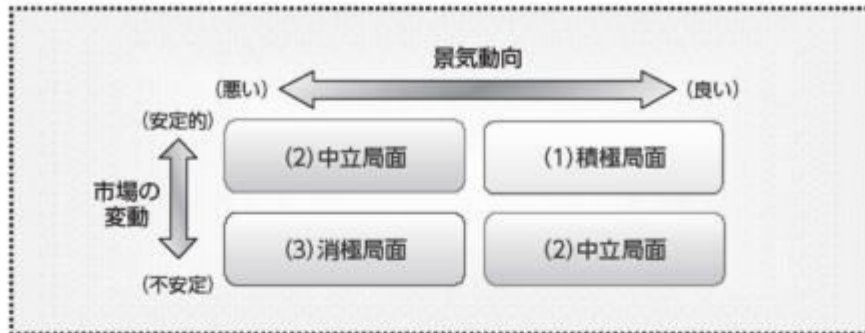 景気動向
(悪い)
(良い)
(安定的)
(2)中立局面
(1)積極局面
市場の
変動
(3)消極局面
(2)中立局面
(不安定)